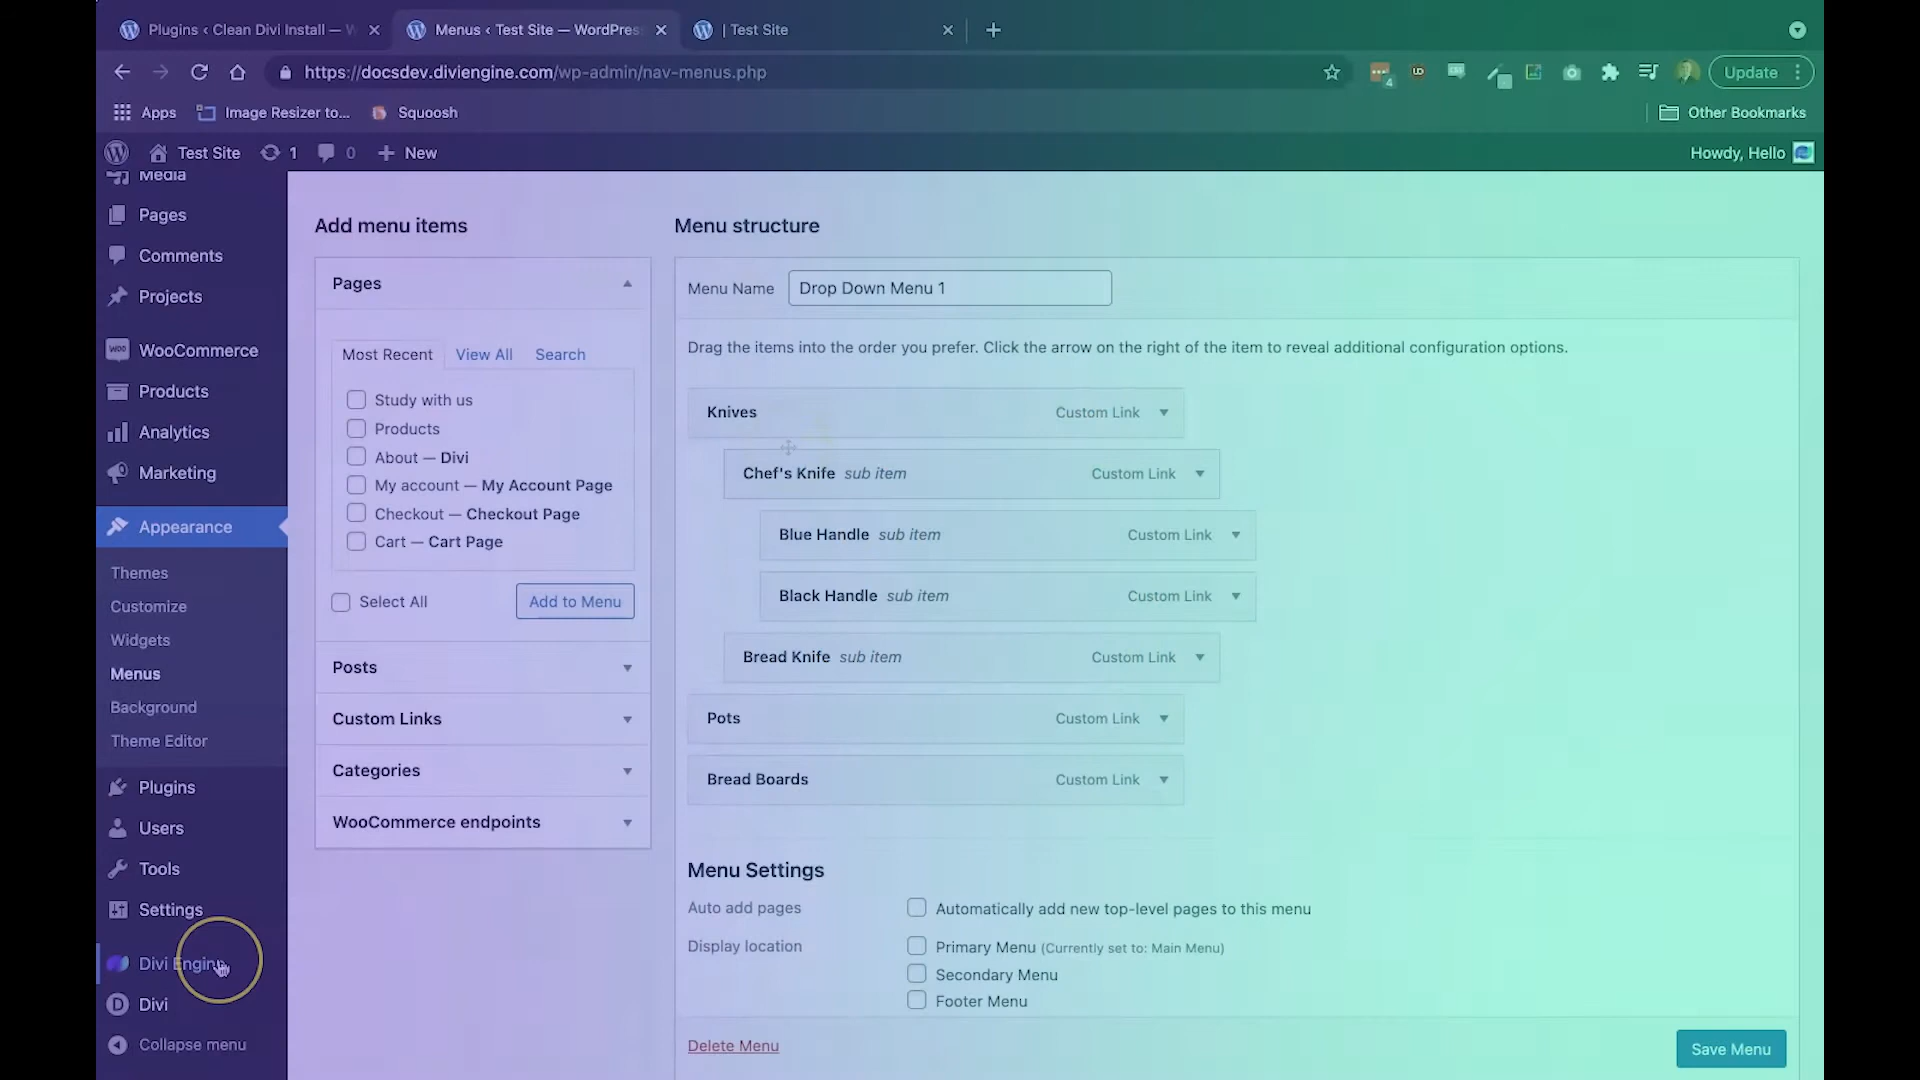 Plugins ‹ Clean Divi Install — W
Menus ‹ Test Site — WordPres
| Test Site
https://docsdev.diviengine.com/wp-admin/nav-menus.php
4
UD
Update
Apps
Image Resizer to...
Squoosh
Other Bookmarks
Test Site
1
0
New
Howdy, Hello
Media
Pages
Comments
Projects
WooCommerce
Products
Analytics
Marketing
Appearance
Themes
Customize
Widgets
Menus
Background
Theme Editor
Plugins
Users
Tools
Settings
Divi Engine
Divi
Collapse menu
Add menu items
Pages
Most Recent
View All
Search
Study with us
Products
About — Divi
My account — My Account Page
Checkout — Checkout Page
Cart — Cart Page
Select All
Add to Menu
Posts
Custom Links
Categories
WooCommerce endpoints
Menu structure
Menu Name
Drop Down Menu 1
Drag the items into the order you prefer. Click the arrow on the right of the item to reveal additional configuration options.
Knives Custom Link
Chef's Knife sub item Custom Link
Blue Handle sub item Custom Link
Black Handle sub item Custom Link
Bread Knife sub item Custom Link
Pots Custom Link
Bread Boards Custom Link
Menu Settings
Auto add pages
Automatically add new top-level pages to this menu
Display location
Primary Menu (Currently set to: Main Menu)
Secondary Menu
Footer Menu
Delete Menu
Save Menu